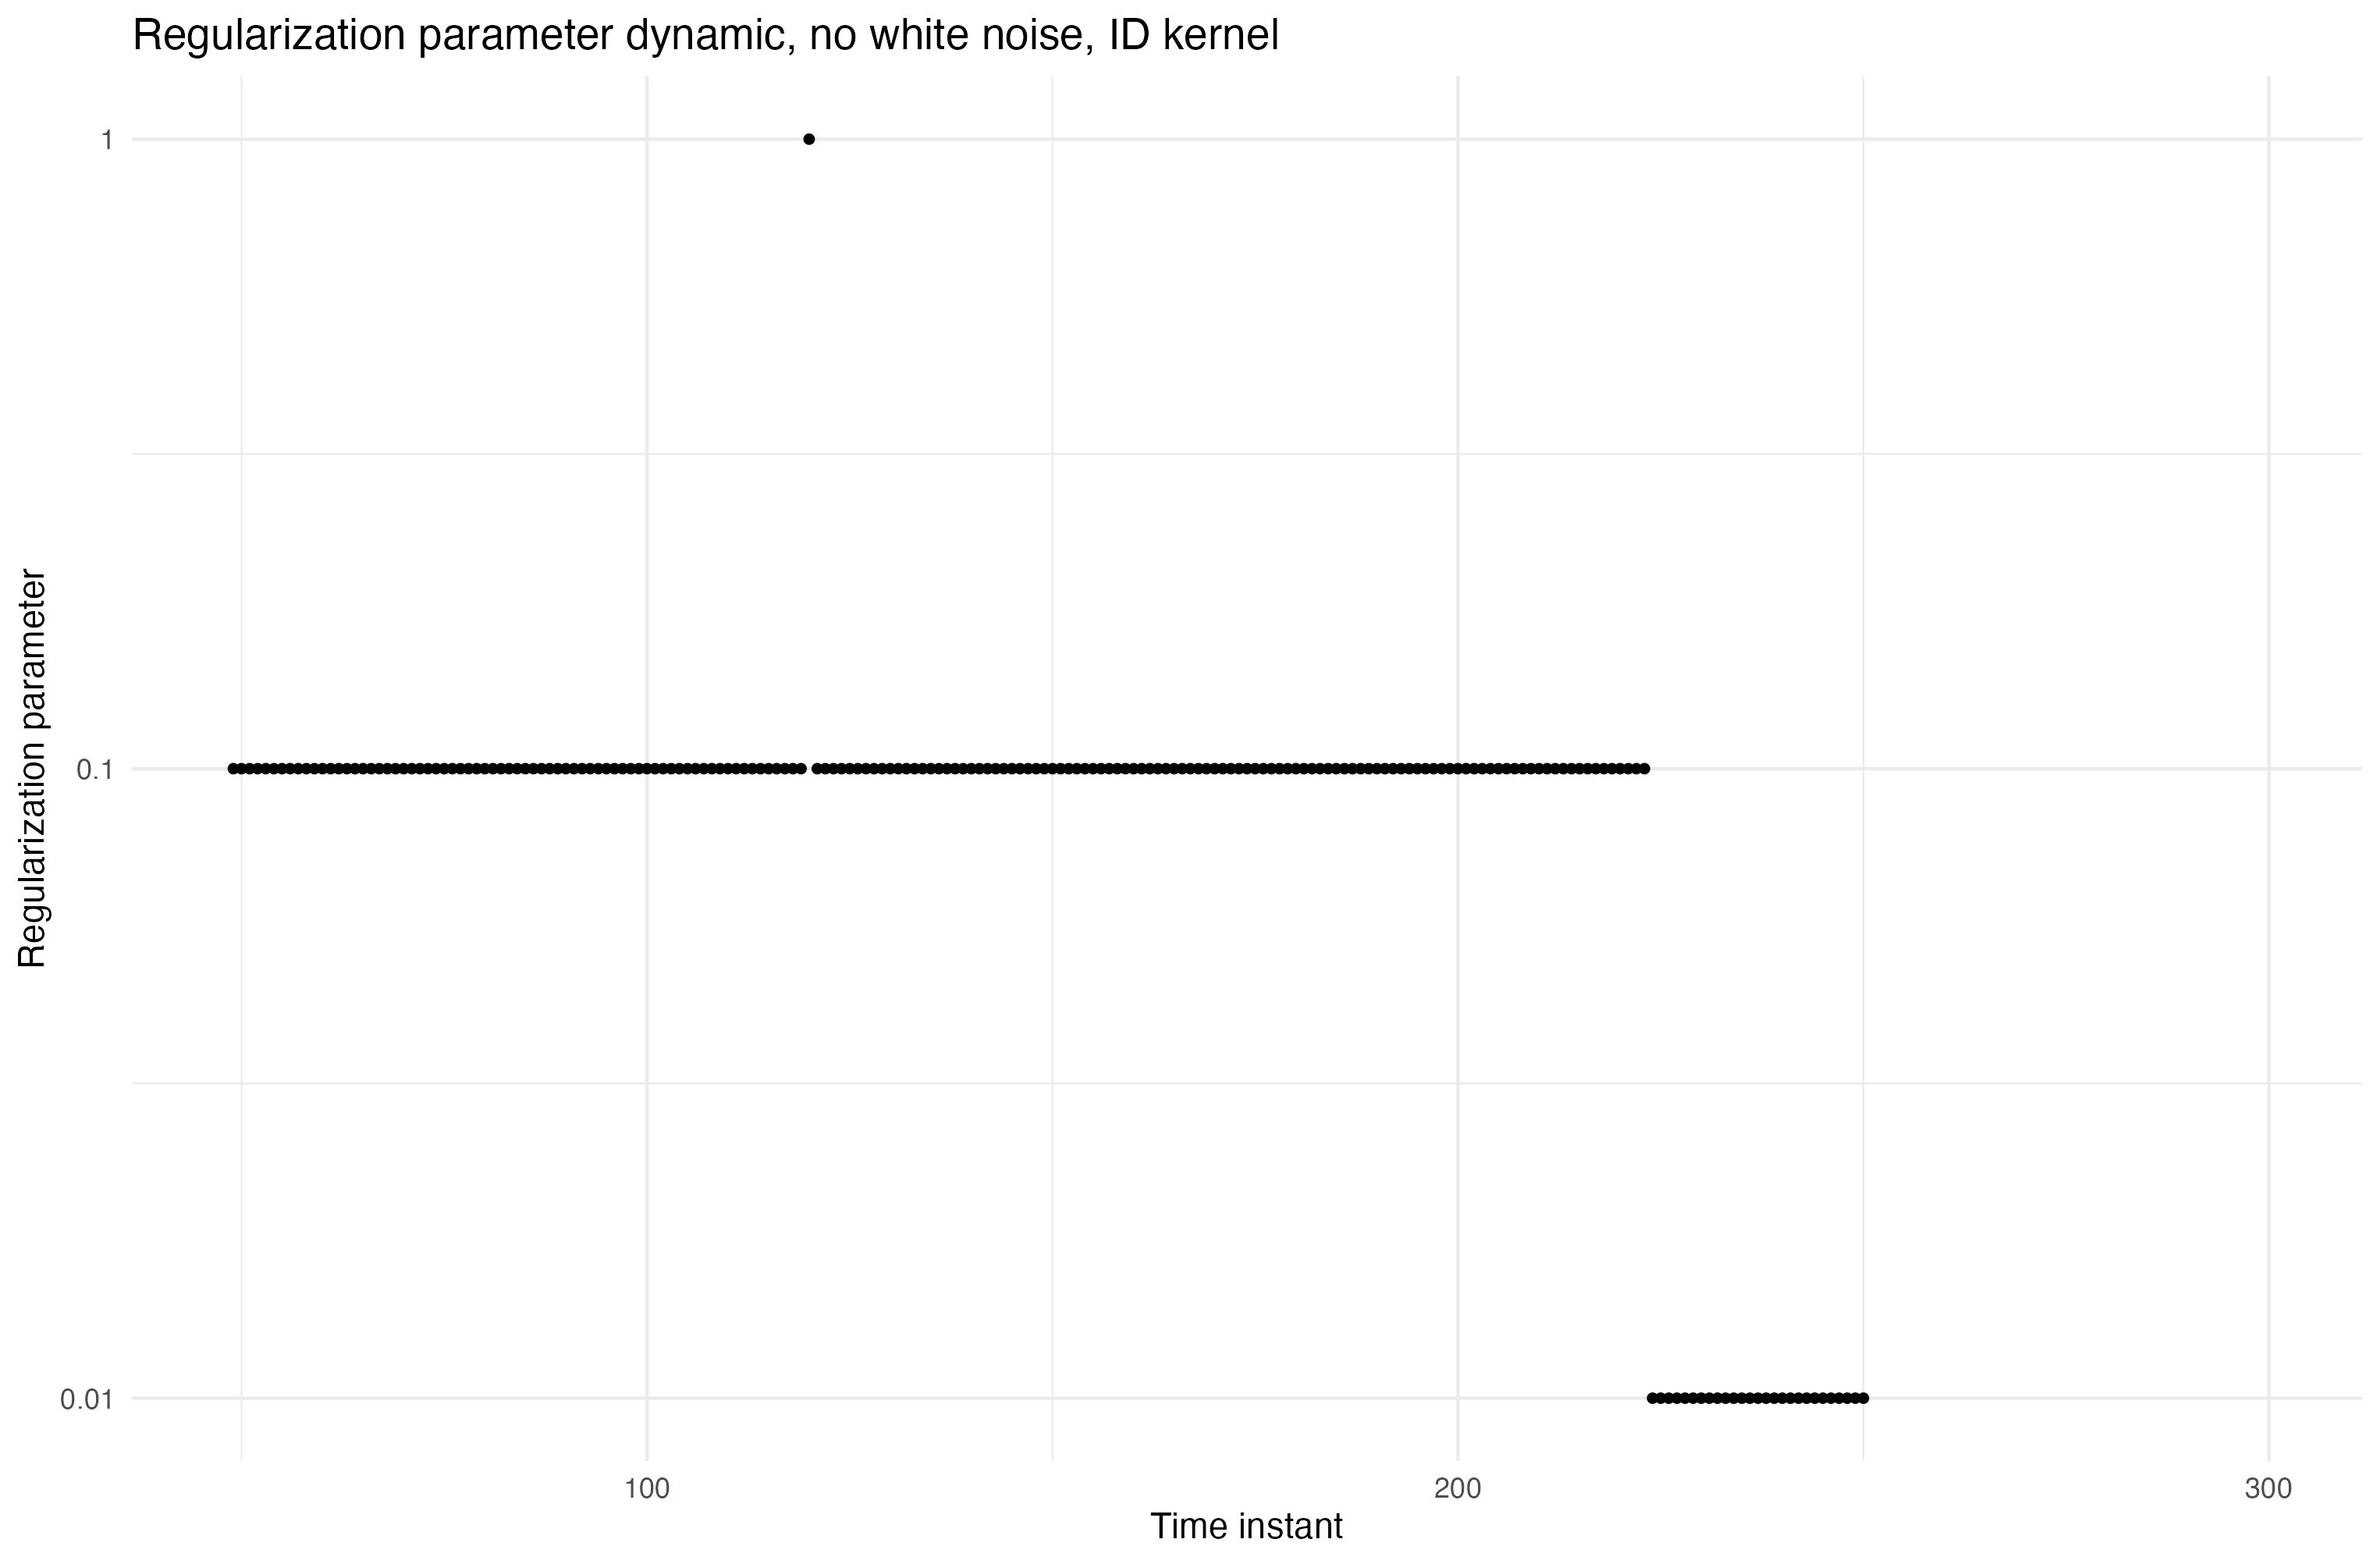 Regularization parameter dynamic, no white noise, ID kernel
1
0.1
0.01
Regularization parameter
100
200
300
Time instant